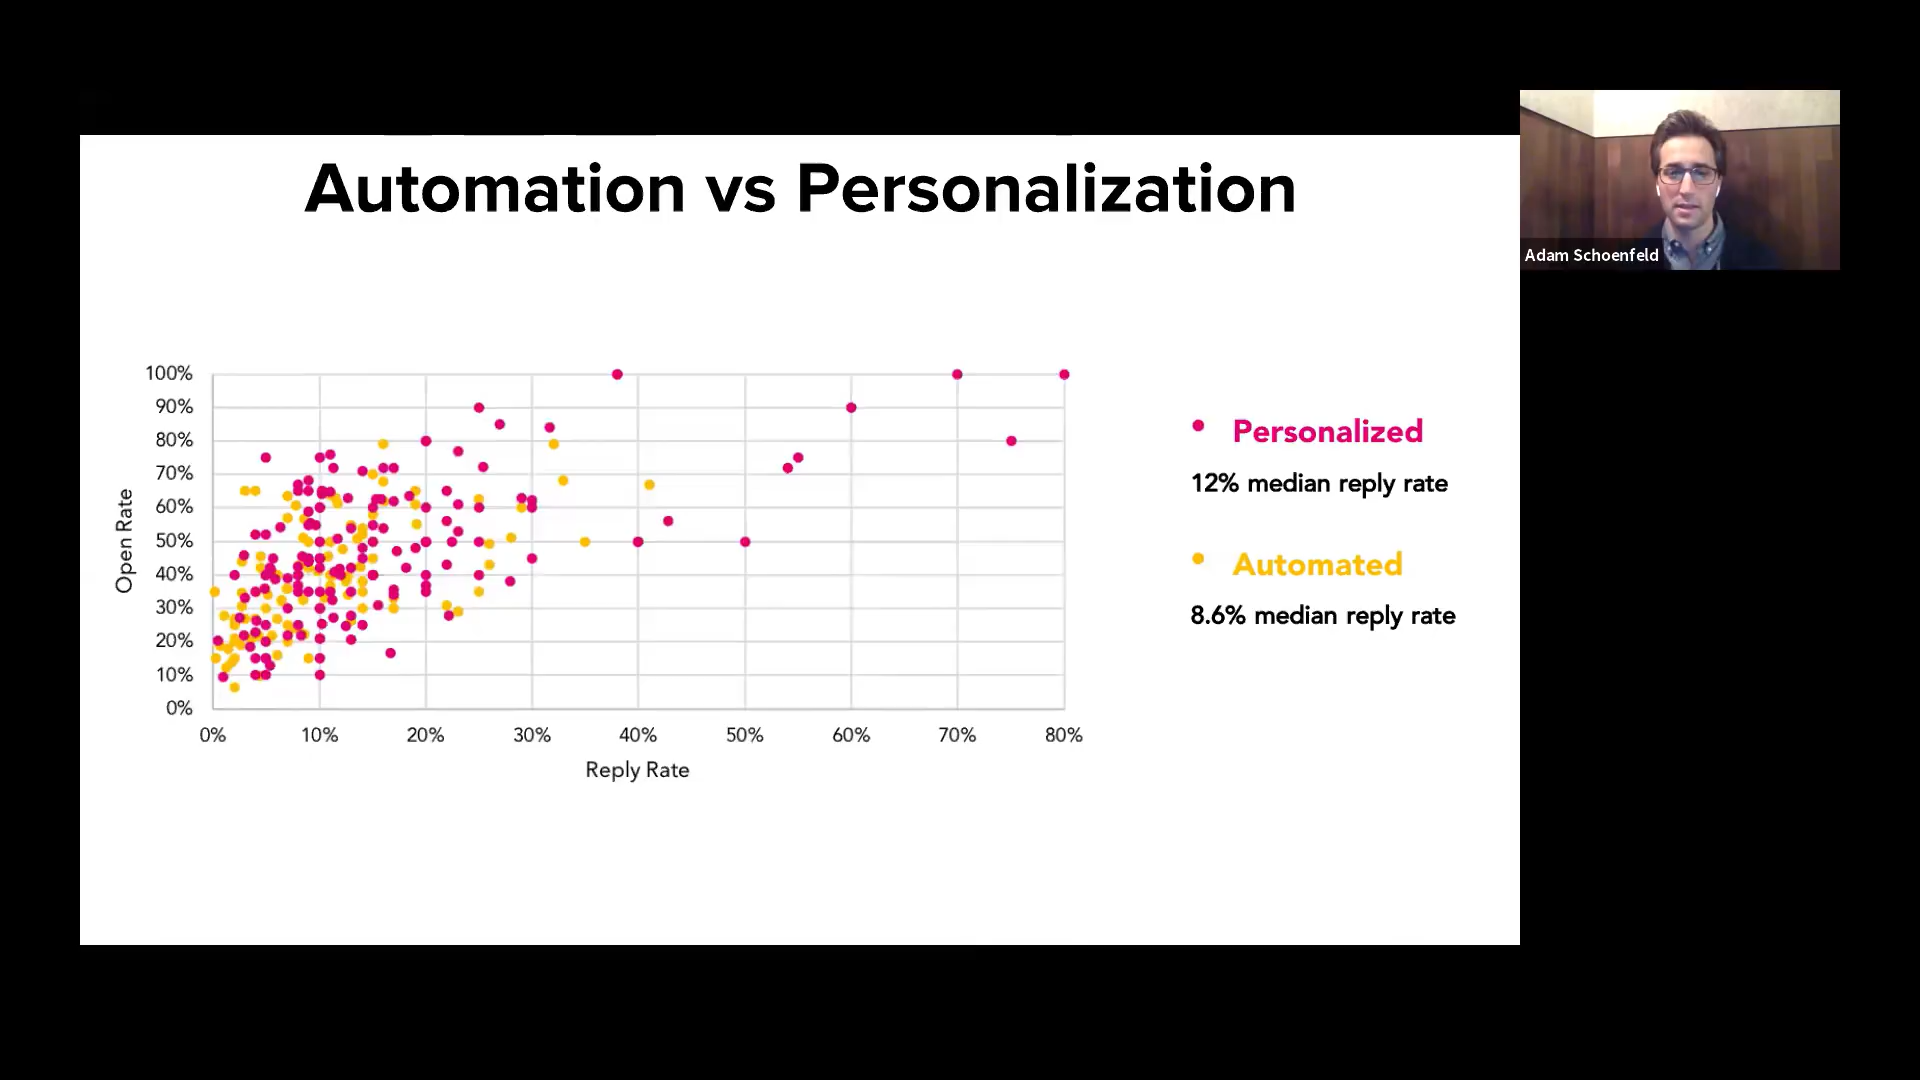 Automation vs Personalization
Adam Schoenfeld
100%
90%
80%
70%
60%
50%
40%
30%
20%
10%
0%
Open Rate
0% 10% 20% 30% 40% 50% 60% 70% 80%
Reply Rate
Personalized
12% median reply rate
Automated
8.6% median reply rate